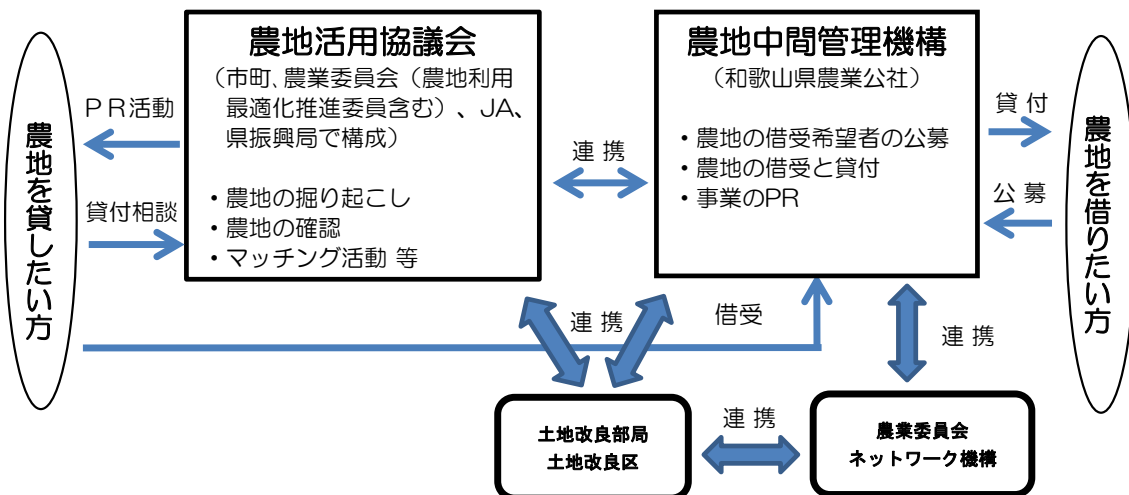 農地を貸したい方
ＰＲ活動
貸付相談
農地活用協議会
（市町、農業委員会（農地利用
最適化推進委員含む）、JA、
県振興局で構成）
・農地の掘り起こし
・農地の確認
・マッチング活動 等
連 携
農地中間管理機構
（和歌山県農業公社）
・農地の借受希望者の公募
・農地の借受と貸付
・事業のPR
貸 付
公 募
農地を借りたい方
連 携
借受
連 携
土地改良部局
土地改良区
連 携
農業委員会
ネットワーク機構